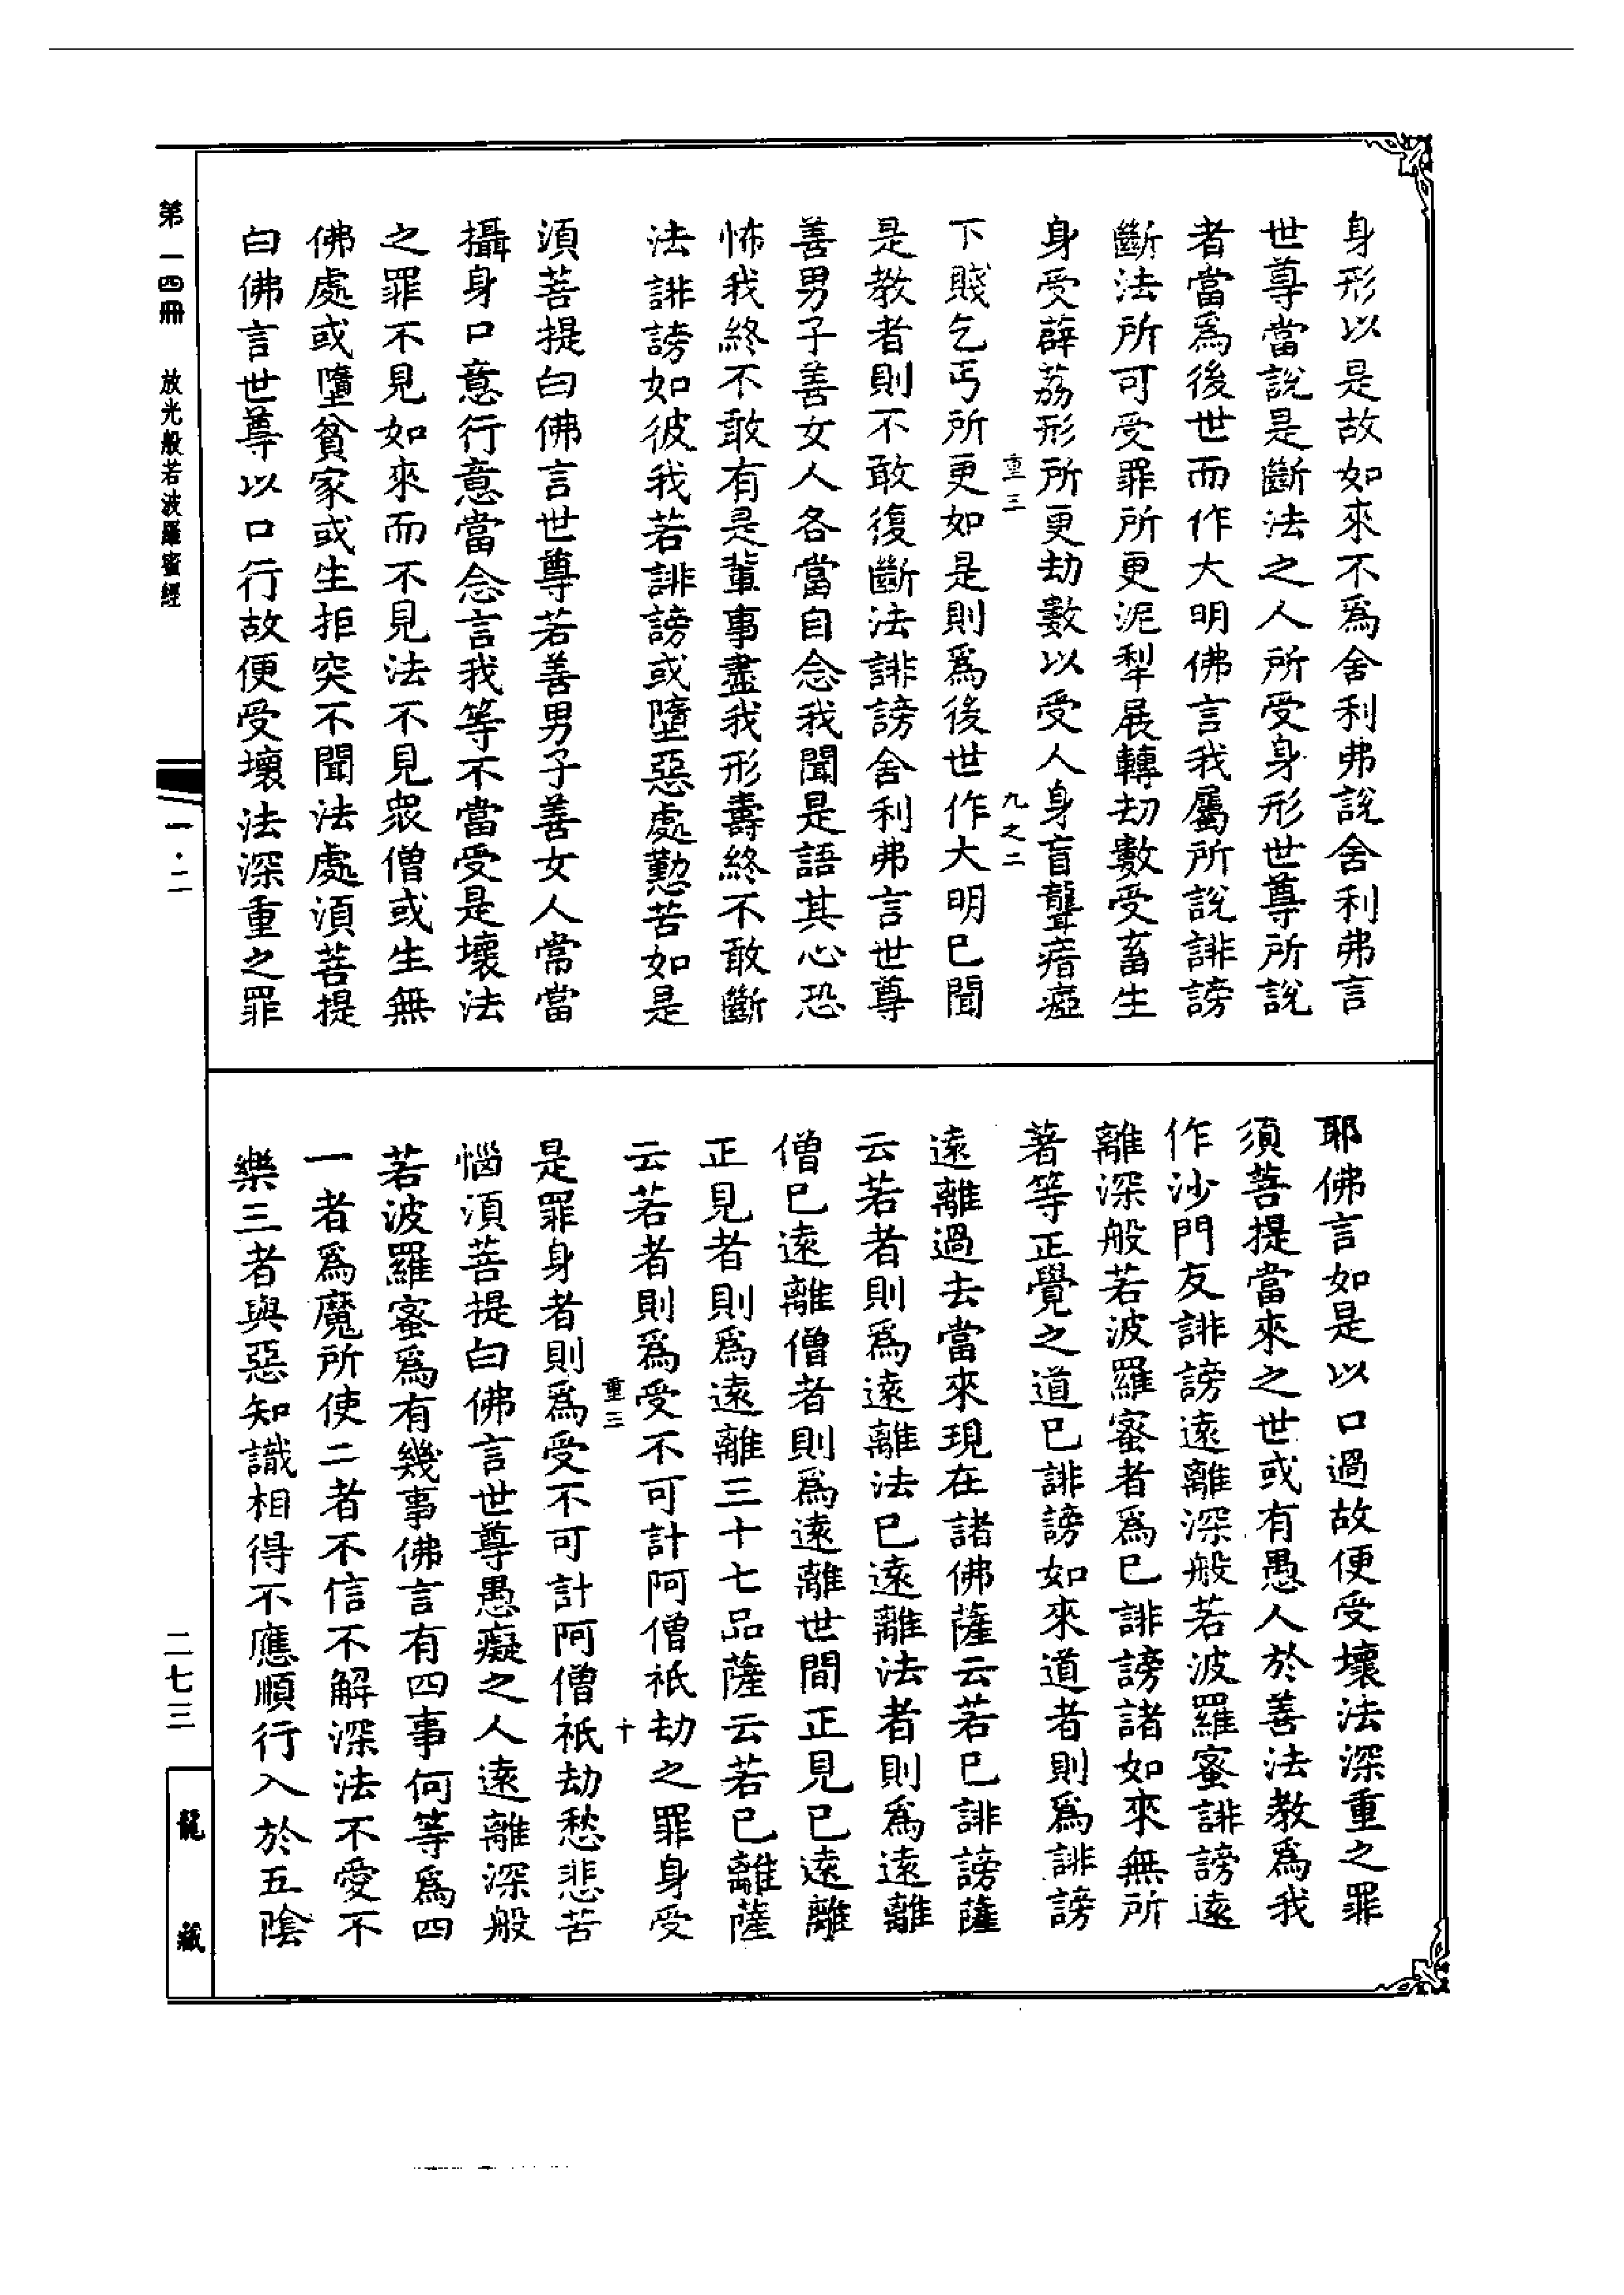 身形以是故如來不爲舍利弗說舍利弗言
世尊當說是斷法之人所受身形世尊所說
者當爲後世而作大明佛言我屬所說誹謗
斷法所可受罪所更泥犁展轉劫數受畜生
身受薜荔形所更劫數以受人身盲聾瘖瘂
重三 九之二
下賤乞丐所更如是則爲後世作大明已聞
是教者則不敢復斷法誹謗舍利弗言世尊
善男子善女人各當自念我聞是語其心恐
怖我終不敢有是輩事盡我形壽終不敢斷
法誹謗如彼我若誹謗或墮惡處懃苦如是
須菩提白佛言世尊若善男子善女人常當
攝身口意行意當念言我等不當受是壞法
之罪不見如來而不見法不見衆僧或生無
佛處或墮貧家或生拒突不聞法處須菩提
白佛言世尊以口行故便受壞法深重之罪
耶佛言如是以口過故便受壞法深重之罪
須菩提當來之世或有愚人於善法教爲我
作沙門友誹謗遠離深般若波羅蜜誹謗遠
離深般若波羅蜜者爲已誹謗諸如來無所
著等正覺之道已誹謗如來道者則爲誹謗
遠離過去當來現在諸佛薩云若已誹謗薩
云若者則爲遠離法已遠離法者則爲遠離
僧已遠離僧者則爲遠離世間正見已遠離
正見者則爲遠離三十七品薩云若已離薩
云若者則爲受不可計阿僧祇劫之罪身受
重三 十
是罪身者則爲受不可計阿僧祇劫愁悲苦
惱須菩提白佛言世尊愚癡之人遠離深般
若波羅蜜爲有幾事佛言有四事何等爲四
一者爲魔所使二者不信不解深法不愛不
樂三者與惡知識相得不應順行入於五陰
第一四冊 放光般若波羅蜜經
一·二
二七三
龍藏